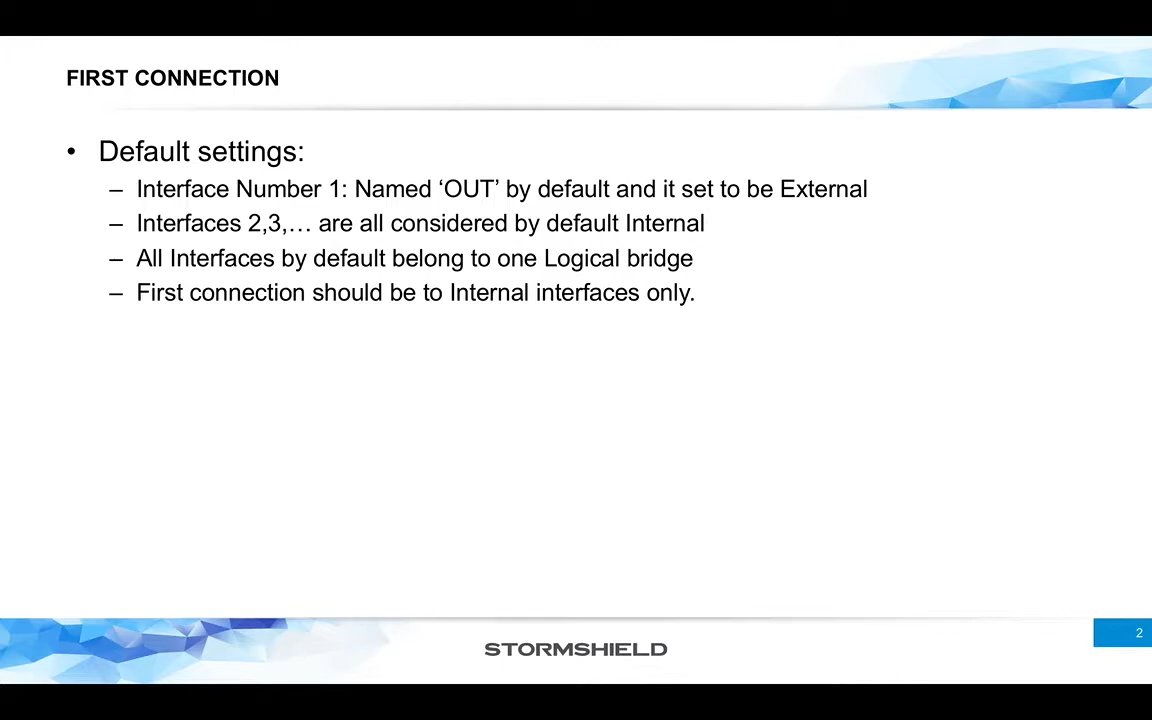 FIRST CONNECTION
• Default settings:
– Interface Number 1: Named ‘OUT’ by default and it set to be External
– Interfaces 2,3,… are all considered by default Internal
– All Interfaces by default belong to one Logical bridge
– First connection should be to Internal interfaces only.
STORMSHIELD
2